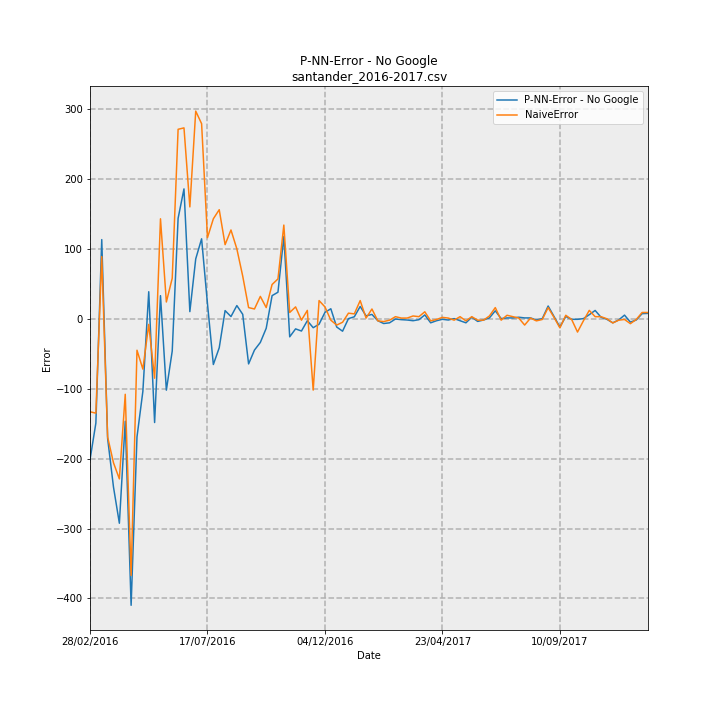 P-NN-Error - No Google
santander_2016-2017.csv
P-NN-Error - No Google
NaiveError
300
200
100
0
−100
−200
−300
−400
Error
28/02/2016
17/07/2016
04/12/2016
23/04/2017
10/09/2017
Date